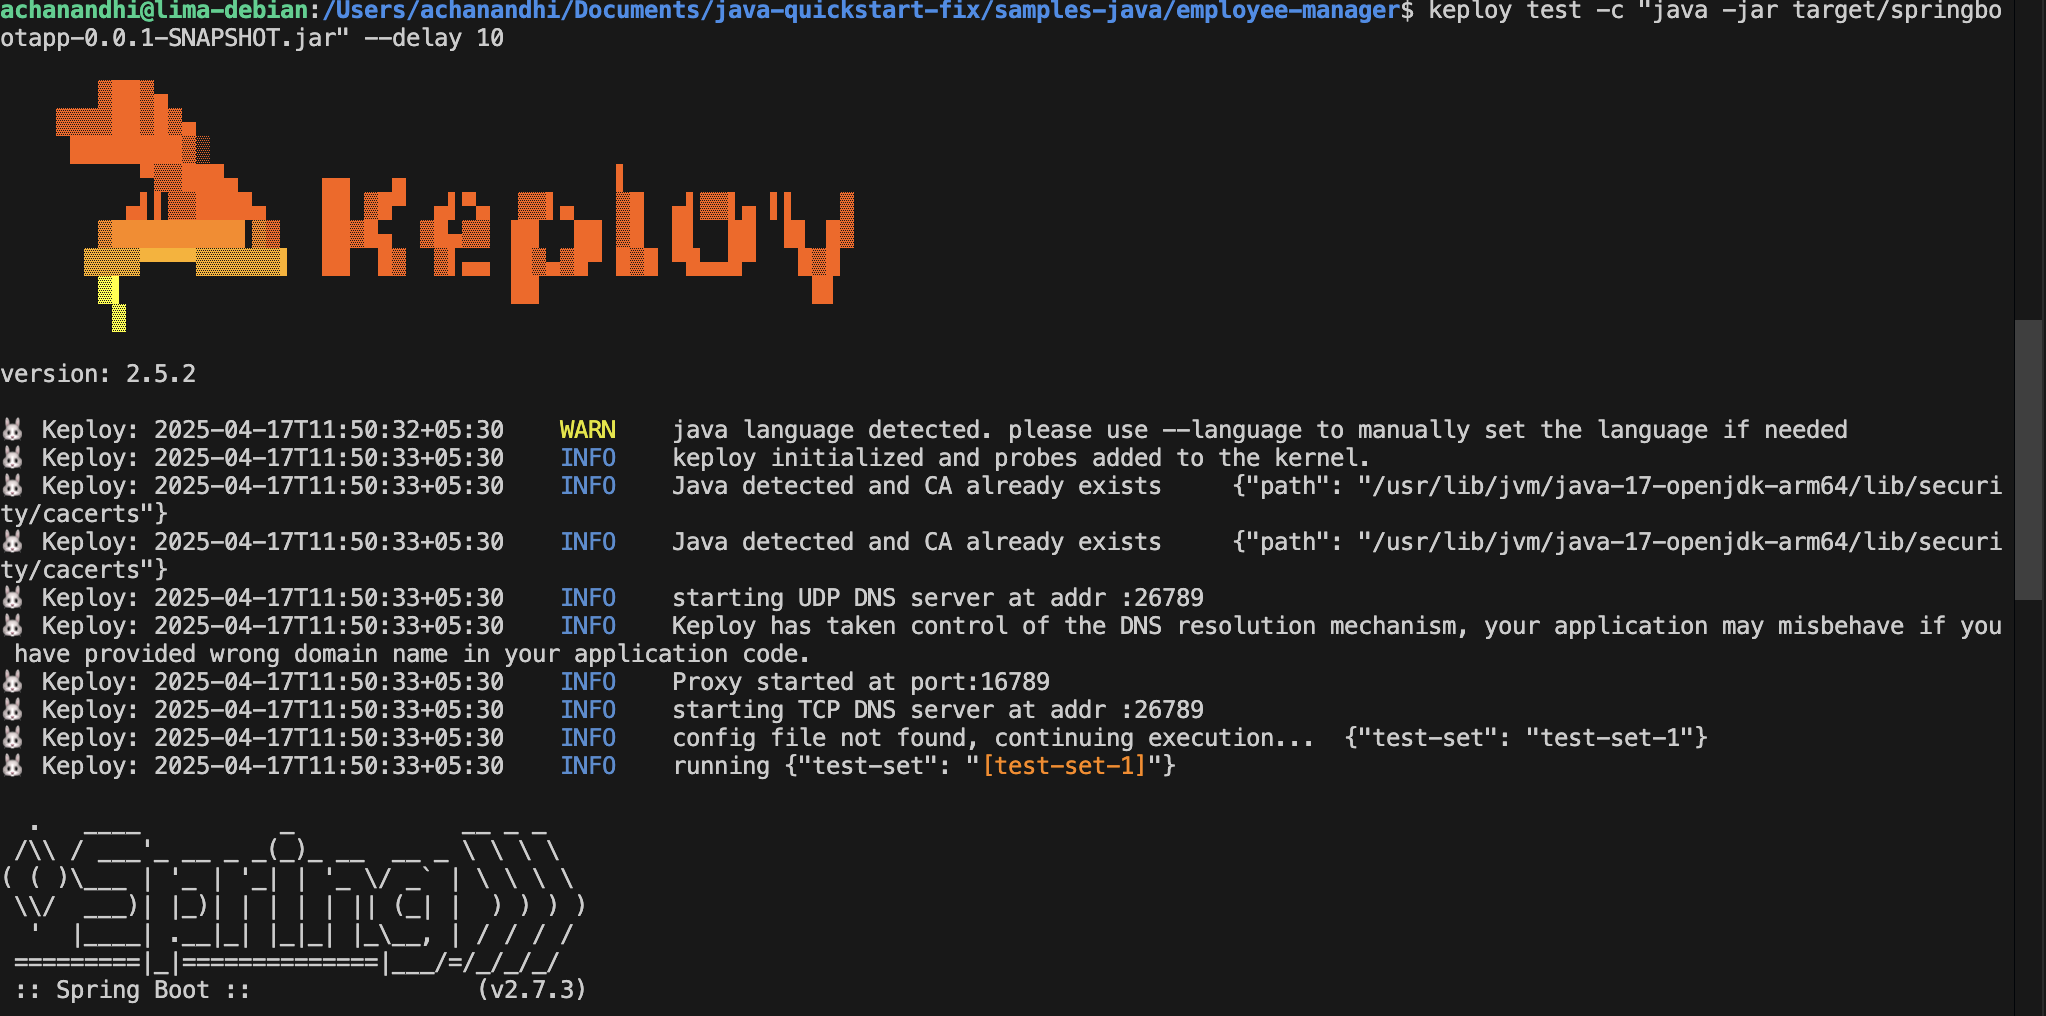 achanandhi@lima-debian:/Users/achanandhi/Documents/java-quickstart-fix/samples-java/employee-manager$ keploy test -c "java -jar target/springbo
otapp-0.0.1-SNAPSHOT.jar" --delay 10
Keploy
version: 2.5.2
🐰 Keploy: 2025-04-17T11:50:32+05:30    WARN    java language detected. please use --language to manually set the language if needed
🐰 Keploy: 2025-04-17T11:50:33+05:30    INFO    keploy initialized and probes added to the kernel.
🐰 Keploy: 2025-04-17T11:50:33+05:30    INFO    Java detected and CA already exists     {"path": "/usr/lib/jvm/java-17-openjdk-arm64/lib/securi
ty/cacerts"}
🐰 Keploy: 2025-04-17T11:50:33+05:30    INFO    Java detected and CA already exists     {"path": "/usr/lib/jvm/java-17-openjdk-arm64/lib/securi
ty/cacerts"}
🐰 Keploy: 2025-04-17T11:50:33+05:30    INFO    starting UDP DNS server at addr :26789
🐰 Keploy: 2025-04-17T11:50:33+05:30    INFO    Keploy has taken control of the DNS resolution mechanism, your application may misbehave if you
 have provided wrong domain name in your application code.
🐰 Keploy: 2025-04-17T11:50:33+05:30    INFO    Proxy started at port:16789
🐰 Keploy: 2025-04-17T11:50:33+05:30    INFO    starting TCP DNS server at addr :26789
🐰 Keploy: 2025-04-17T11:50:33+05:30    INFO    config file not found, continuing execution...  {"test-set": "test-set-1"}
🐰 Keploy: 2025-04-17T11:50:33+05:30    INFO    running {"test-set": "[test-set-1]"}
Spring
:: Spring Boot ::                (v2.7.3)